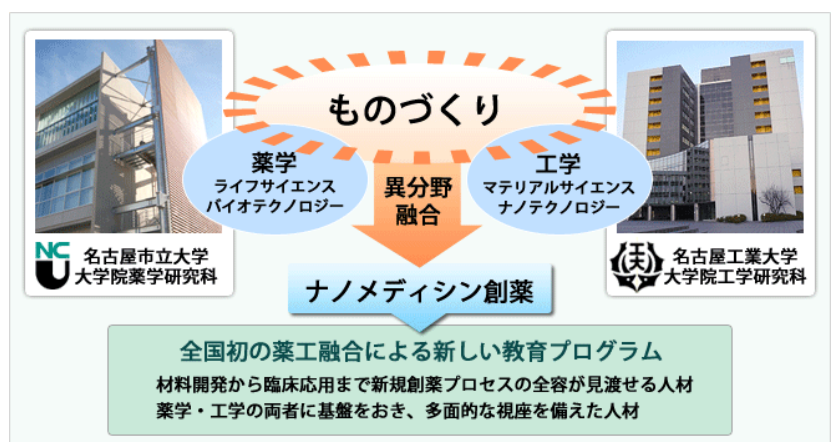 ものづくり
薬学
ライフサイエンス
バイオテクノロジー
異分野
融合
工学
マテリアルサイエンス
ナノテクノロジー
NC
U
名古屋市立大学
大学院薬学研究科
名古屋工業大学
大学院工学研究科
ナノメディシン創薬
全国初の薬工融合による新しい教育プログラム
材料開発から臨床応用まで新規創薬プロセスの全容が見渡せる人材
薬学・工学の両者に基盤をおき、多面的な視座を備えた人材